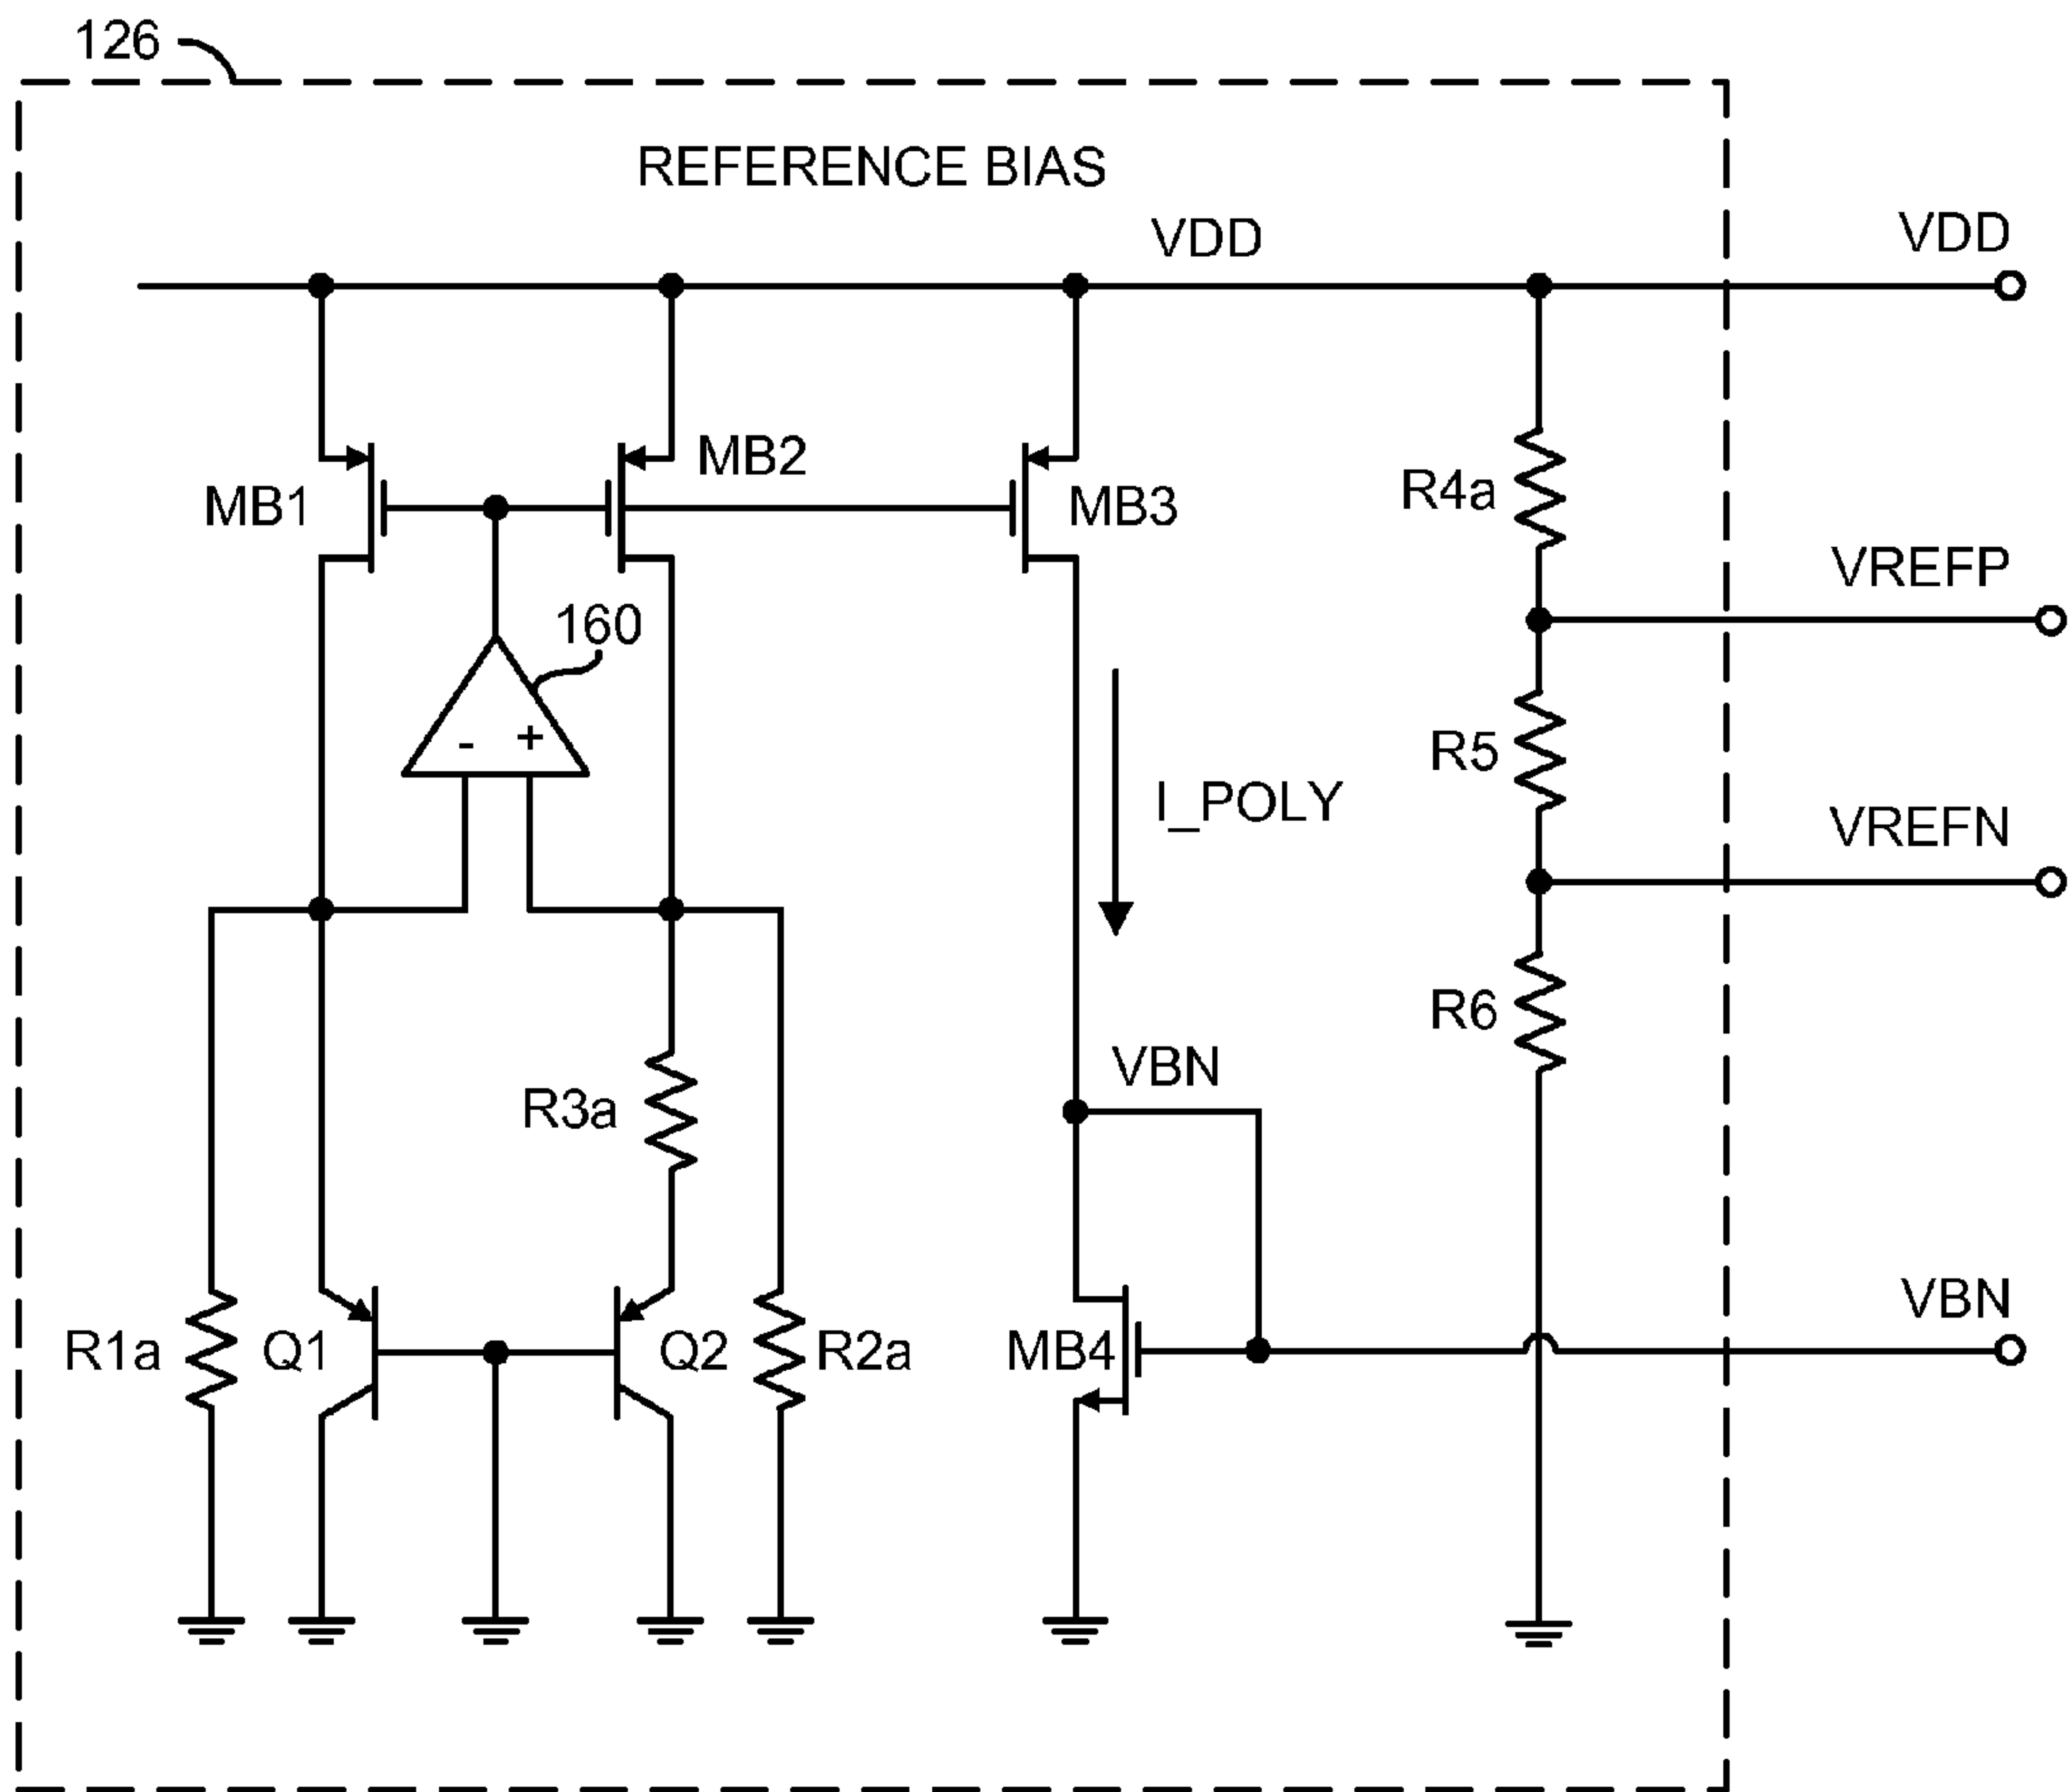 126
REFERENCE BIAS
VDD
VDD
MB1
MB2
MB3
R4a
VREFP
160
-
+
R5
I_POLY
VREFN
R6
VBN
R3a
R1a
Q1
Q2
R2a
MB4
VBN